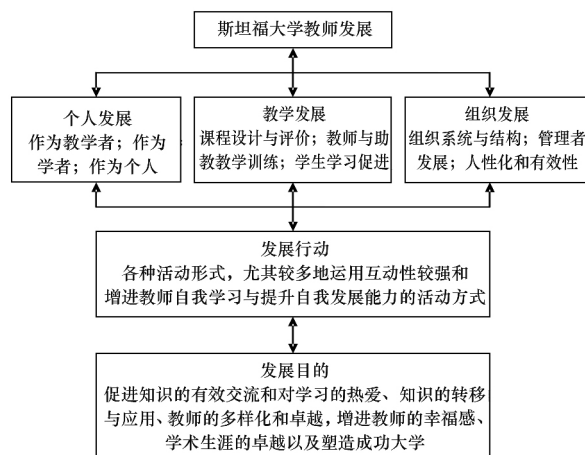 斯坦福大学教师发展
个人发展
作为教学者；作为
学者；作为个人
教学发展
课程设计与评价；教师与助
教教学训练；学生学习促进
组织发展
组织系统与结构；管理者
发展；人性化和有效性
发展行动
各种活动形式，尤其较多地运用互动性较强和
增进教师自我学习与提升自我发展能力的活动方式
发展目的
促进知识的有效交流和对学习的热爱、知识的转移
与应用、教师的多样化和卓越，增进教师的幸福感、
学术生涯的卓越以及塑造成功大学